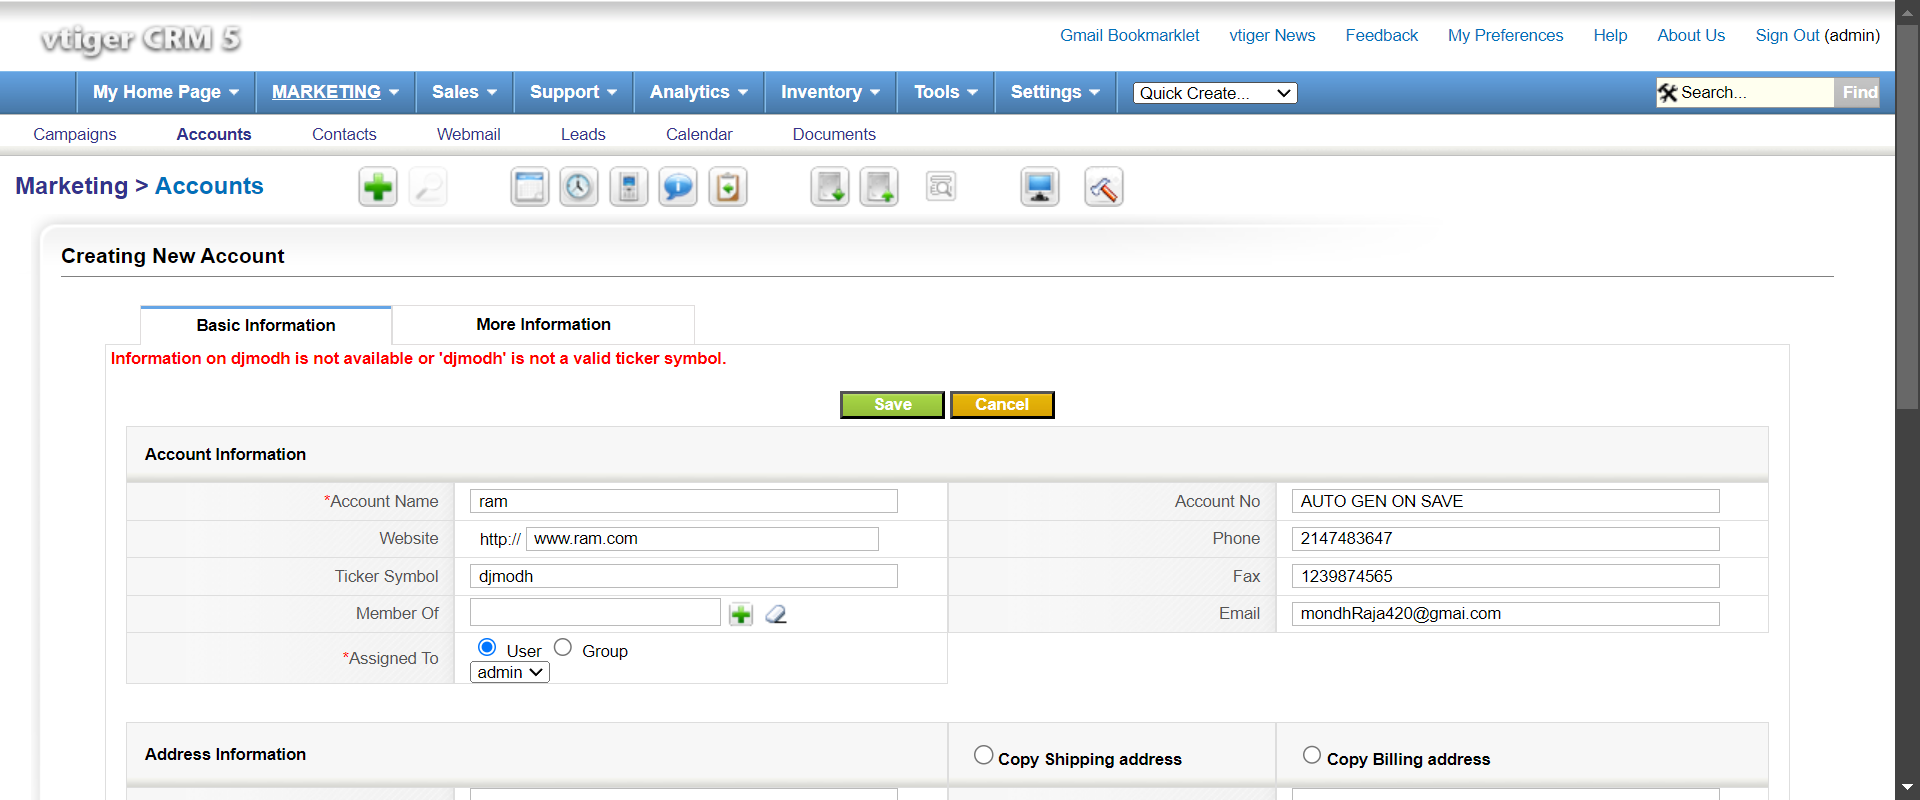 vtiger CRM 5
Gmail Bookmarklet vtiger News Feedback My Preferences Help About Us Sign Out (admin)
My Home Page MARKETING Sales Support Analytics Inventory Tools Settings Quick Create... Search... Find
Campaigns Accounts Contacts Webmail Leads Calendar Documents
Marketing > Accounts
Creating New Account
Basic Information More Information
Information on djmodh is not available or 'djmodh' is not a valid ticker symbol.
Save Cancel
Account Information
*Account Name ram Account No AUTO GEN ON SAVE
Website http:// www.ram.com Phone 2147483647
Ticker Symbol djmodh Fax 1239874565
Member Of Email mondhRaja420@gmai.com
*Assigned To User Group
admin
Address Information Copy Shipping address Copy Billing address